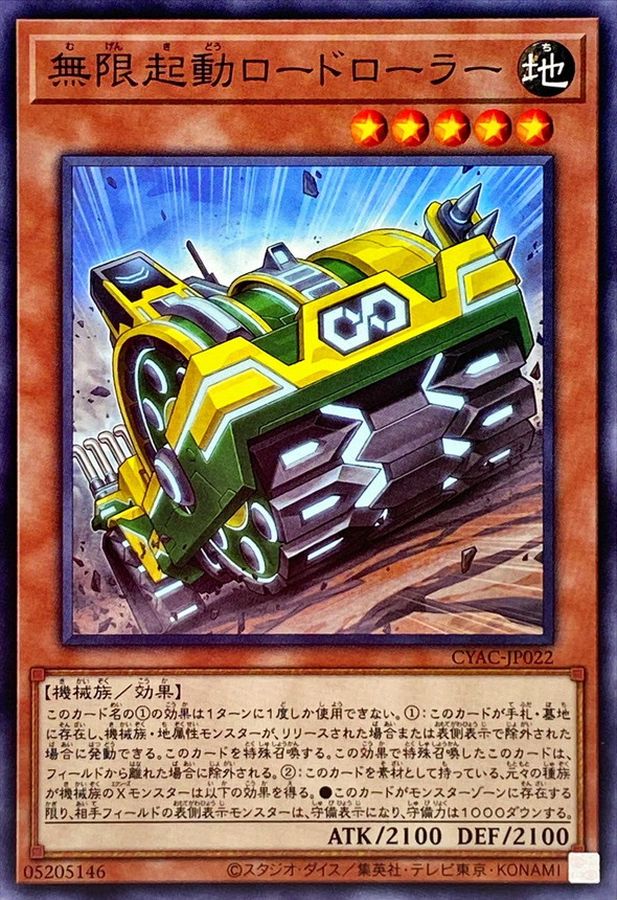 無限起動ロードローラー
地
CYAC-JP022
【機械族／効果】
このカード名の①の効果は１ターンに１度しか使用できない。①：このカードが手札・墓地
に存在し、機械族・地属性モンスターが、リリースされた場合または表側表示で除外された
場合に発動できる。このカードを特殊召喚する。この効果で特殊召喚したこのカードは、
フィールドから離れた場合に除外される。②：このカードを素材として持っている、元々の種族
が機械族のXモンスターは以下の効果を得る。●このカードがモンスターゾーンに存在する
限り、相手フィールドの表側表示モンスターは、守備表示になり、守備力は１０００ダウンする。
ATK/2100 DEF/2100
05205146
©スタジオ・ダイス／集英社・テレビ東京・KONAMI